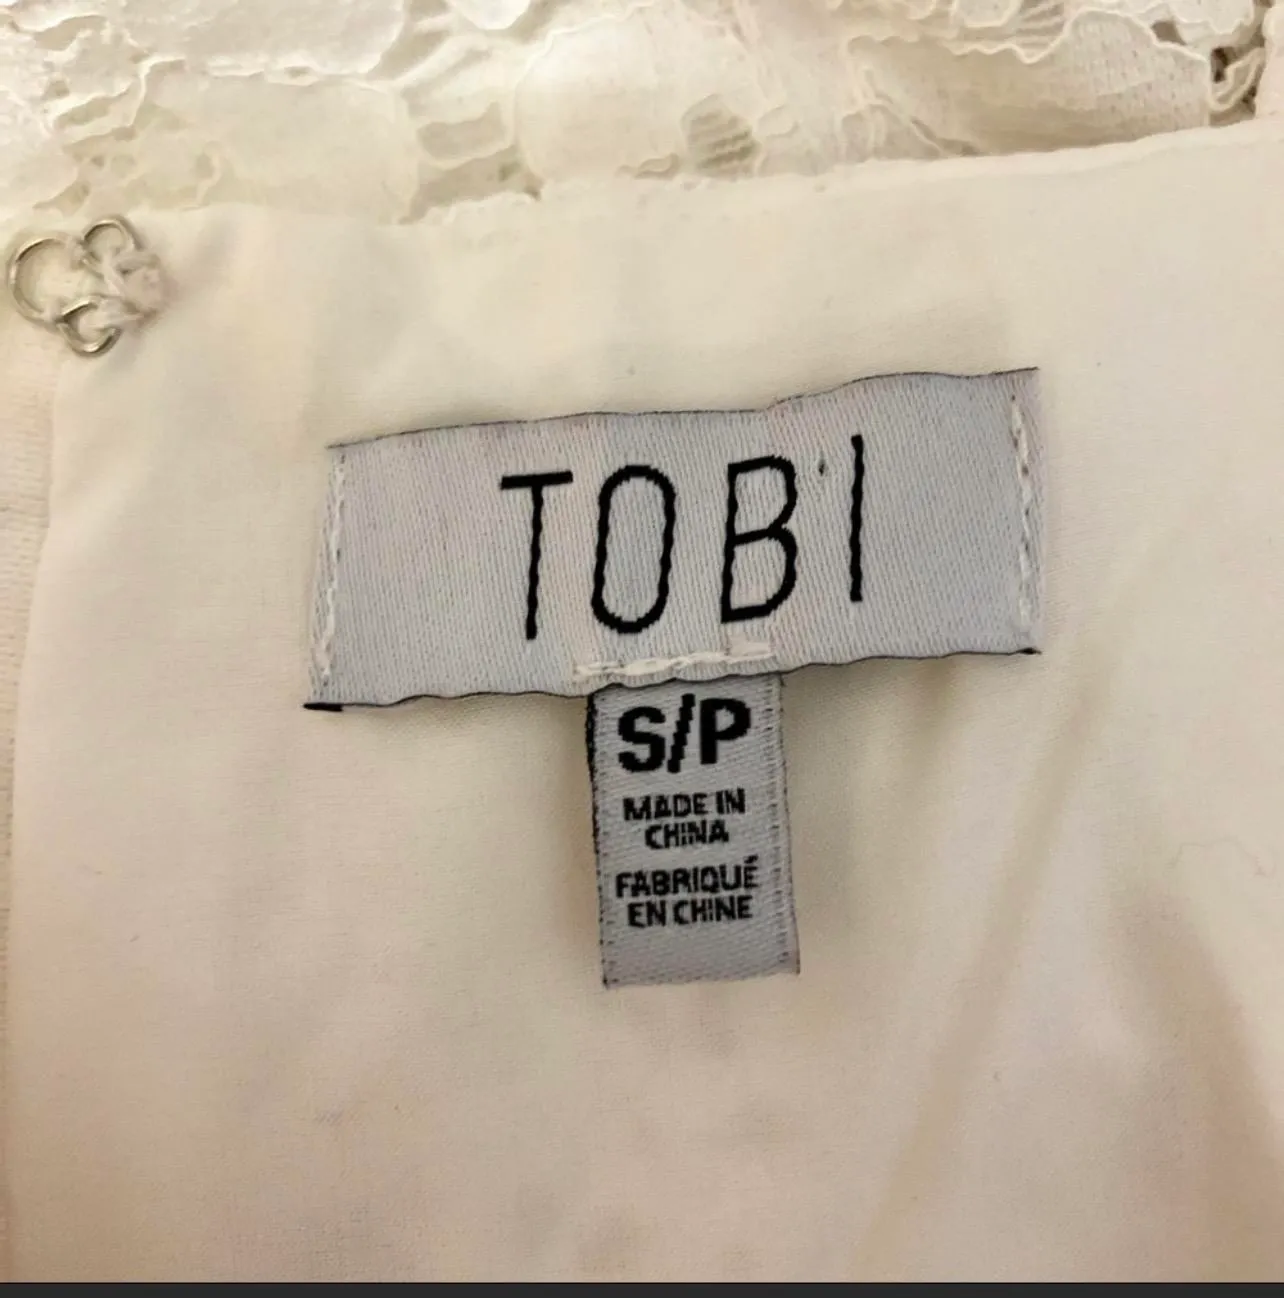 TOBI
S/P
MADE IN
CHINA
FABRIQUÉ
EN CHINE